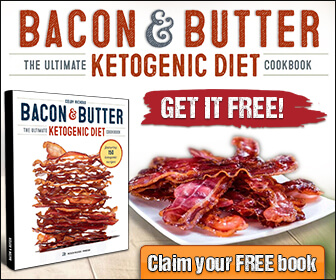 BACON & BUTTER
THE ULTIMATE KETOGENIC DIET COOKBOOK
GET IT FREE!
BACON & BUTTER
THE ULTIMATE KETOGENIC DIET COOKBOOK
150
Claim your FREE book